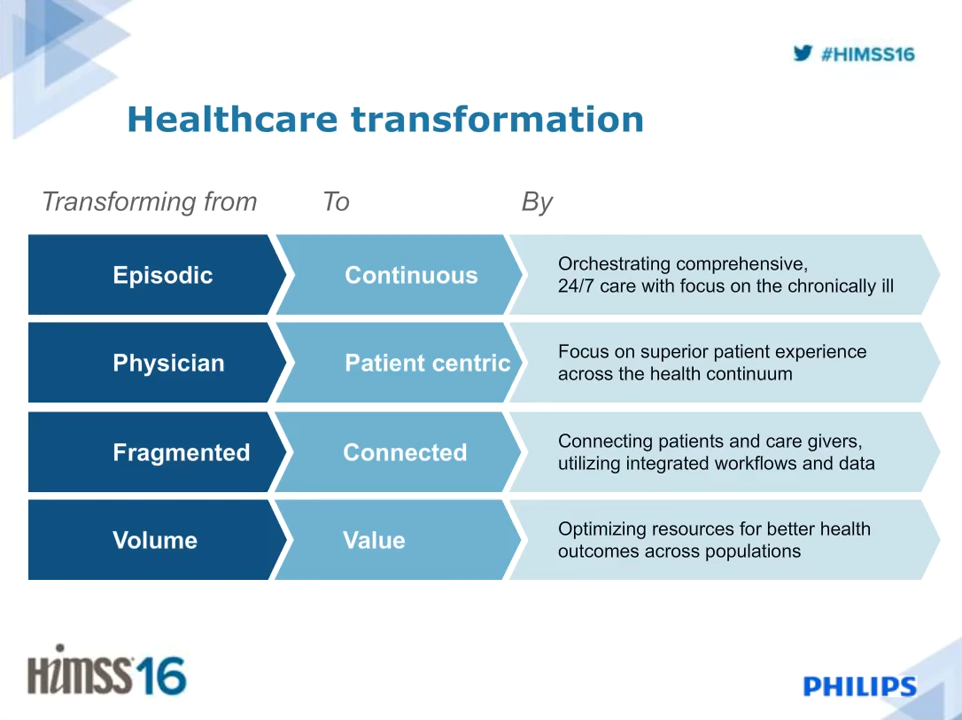 #HIMSS16
Healthcare transformation
Transforming from To By
Episodic
Continuous
Orchestrating comprehensive,
24/7 care with focus on the chronically ill
Physician
Patient centric
Focus on superior patient experience
across the health continuum
Fragmented
Connected
Connecting patients and care givers,
utilizing integrated workflows and data
Volume
Value
Optimizing resources for better health
outcomes across populations
HiMSS16
PHILIPS